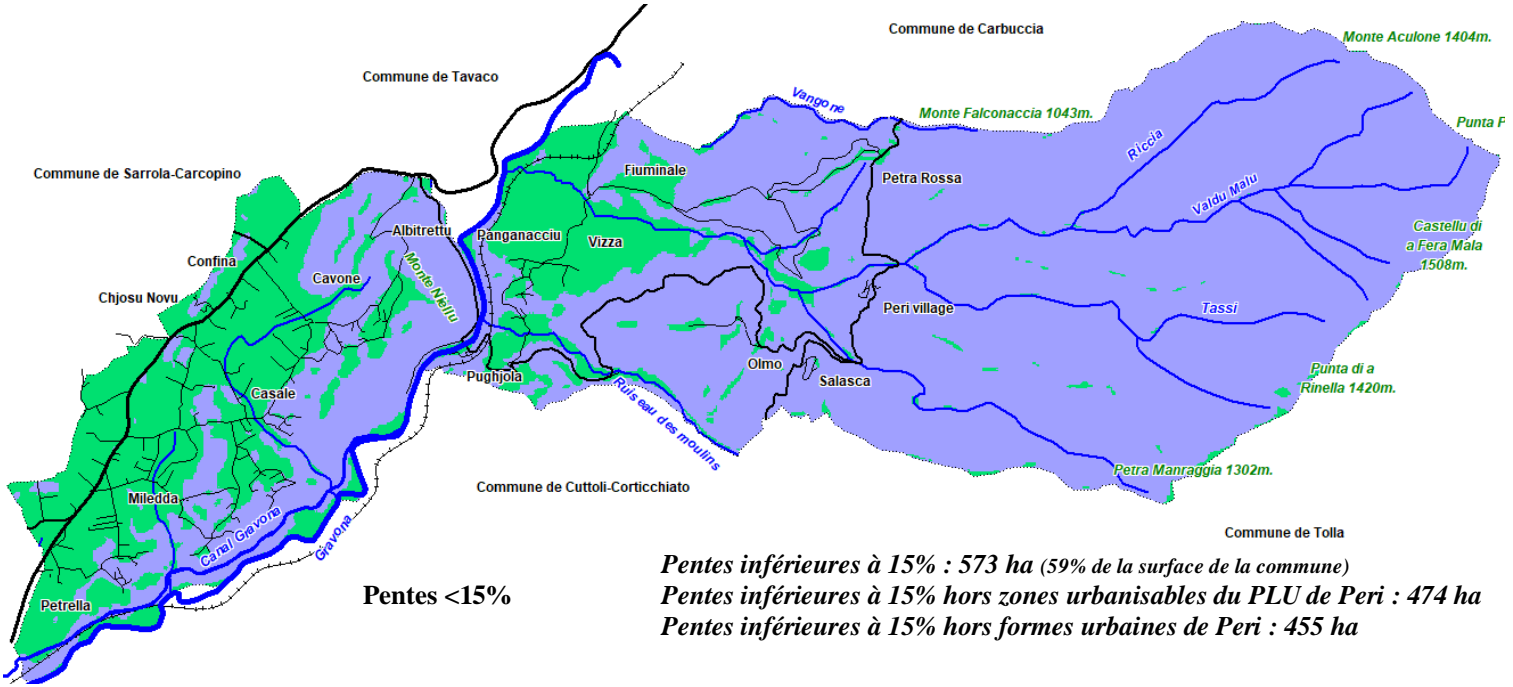 Commune de Carbuccia
Monte Aculone 1404m.
Commune de Tavaco
Vangone
Monte Falconaccia 1043m.
Punta P
Riccia
Commune de Sarrola-Carcopino
Fiuminale
Petra Rossa
Valdu Malu
Albitrettu
Panganacciu
Vizza
Castellu di
a Fera Mala
1508m.
Confina
Cavone
Monte Niellu
Chjosu Novu
Peri village
Tassi
Pughjola
Olmo
Salasca
Punta di a
Rinella 1420m.
Casale
Ruiseau des moulins
Petra Manraggia 1302m.
Miledda
Commune de Cuttoli-Corticchiato
Canal Gravona
Gravona
Commune de Tolla
Petrella
Pentes <15%
Pentes inférieures à 15% : 573 ha (59% de la surface de la commune)
Pentes inférieures à 15% hors zones urbanisables du PLU de Peri : 474 ha
Pentes inférieures à 15% hors formes urbaines de Peri : 455 ha